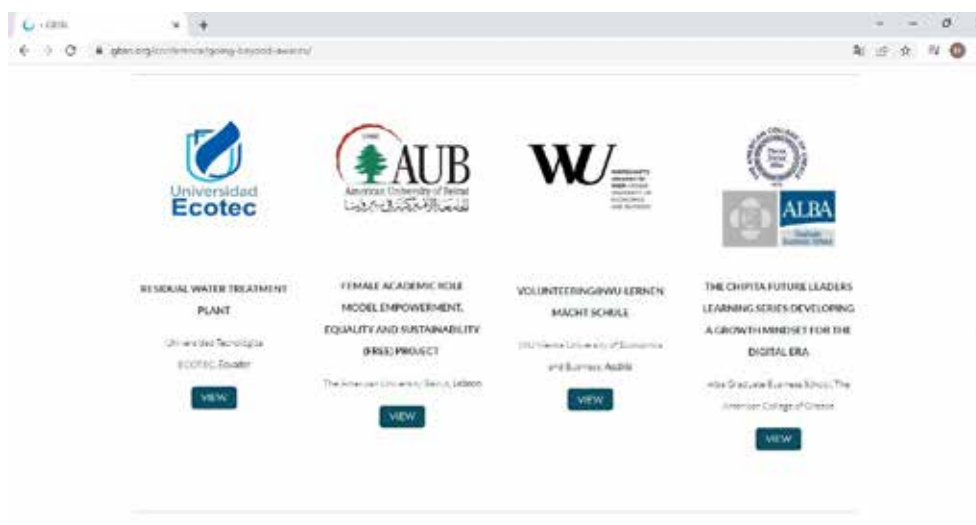 gbsn.org/conference/going-beyond-awards/
Universidad
Ecotec
1866
AUB
American University of Beirut
WU
ALBA
RESIDUAL WATER TREATMENT
PLANT
Universidad Tecnológica
ECOTEC, Ecuador
VIEW
FEMALE ACADEMIC ROLE
MODEL EMPOWERMENT,
EQUALITY AND SUSTAINABILITY
(FREE) PROJECT
The American University Beirut, Lebanon
VIEW
VOLUNTEERING@WU-LERNEN
MACHT SCHULE
WU Vienna University of Economics
and Business, Austria
VIEW
THE CHIPITA FUTURE LEADERS
LEARNING SERIES DEVELOPING
A GROWTH MINDSET FOR THE
DIGITAL ERA
Alba Graduate Business School, The
American College of Greece
VIEW